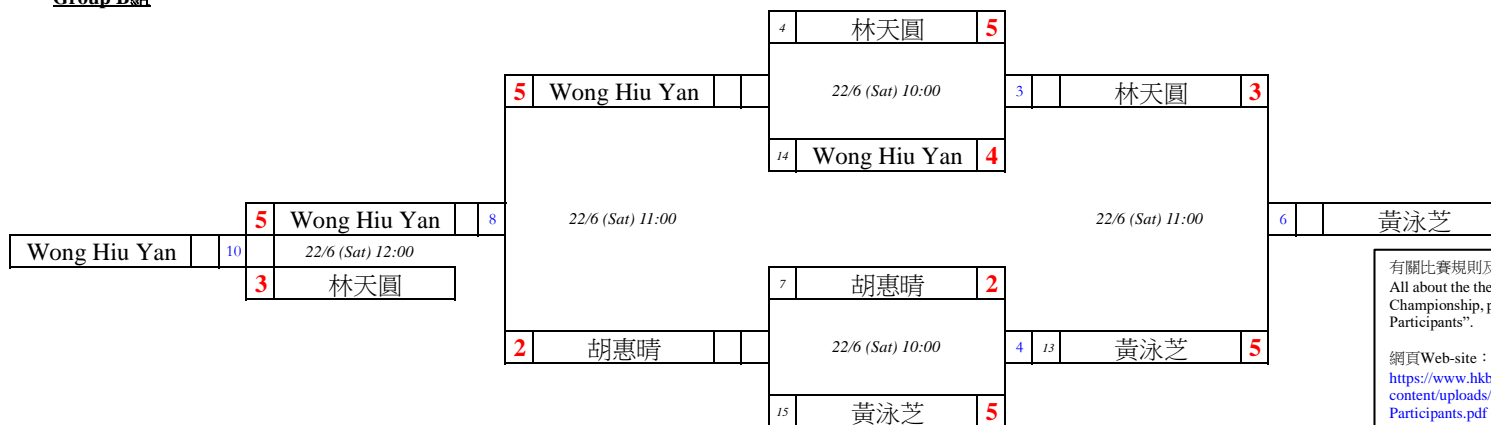 Group B組
4 林天圓 5
5 Wong Hiu Yan 22/6 (Sat) 10:00 3 林天圓 3
14 Wong Hiu Yan 4
5 Wong Hiu Yan 8 22/6 (Sat) 11:00 22/6 (Sat) 11:00 6 黃泳芝
Wong Hiu Yan 10 22/6 (Sat) 12:00
3 林天圓 7 胡惠晴 2
2 胡惠晴 22/6 (Sat) 10:00 4 13 黃泳芝 5
15 黃泳芝 5
有關比賽規則及
All about the the
Championship, p
Participants”.
網頁Web-site：
https://www.hkb
content/uploads/
Participants.pdf